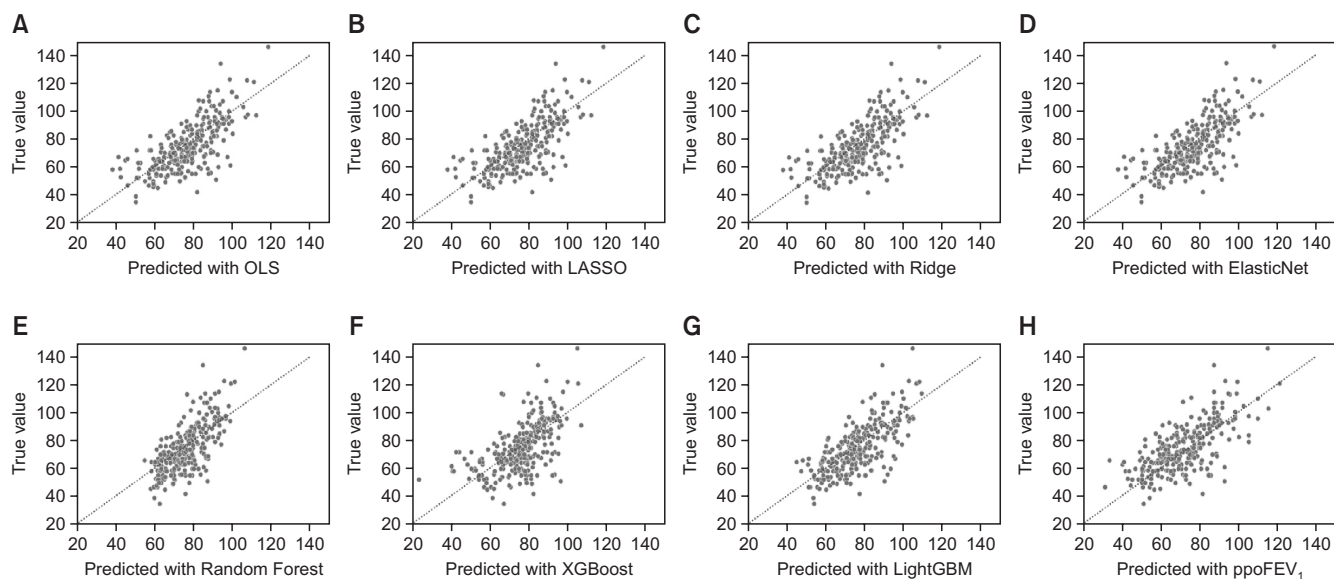 A B C D
True value
140
120
100
80
60
40
20
20 40 60 80 100 120 140
Predicted with OLS
True value
140
120
100
80
60
40
20
20 40 60 80 100 120 140
Predicted with LASSO
True value
140
120
100
80
60
40
20
20 40 60 80 100 120 140
Predicted with Ridge
True value
140
120
100
80
60
40
20
20 40 60 80 100 120 140
Predicted with ElasticNet
E F G H
True value
140
120
100
80
60
40
20
20 40 60 80 100 120 140
Predicted with Random Forest
True value
140
120
100
80
60
40
20
20 40 60 80 100 120 140
Predicted with XGBoost
True value
140
120
100
80
60
40
20
20 40 60 80 100 120 140
Predicted with LightGBM
True value
140
120
100
80
60
40
20
20 40 60 80 100 120 140
Predicted with ppoFEV₁